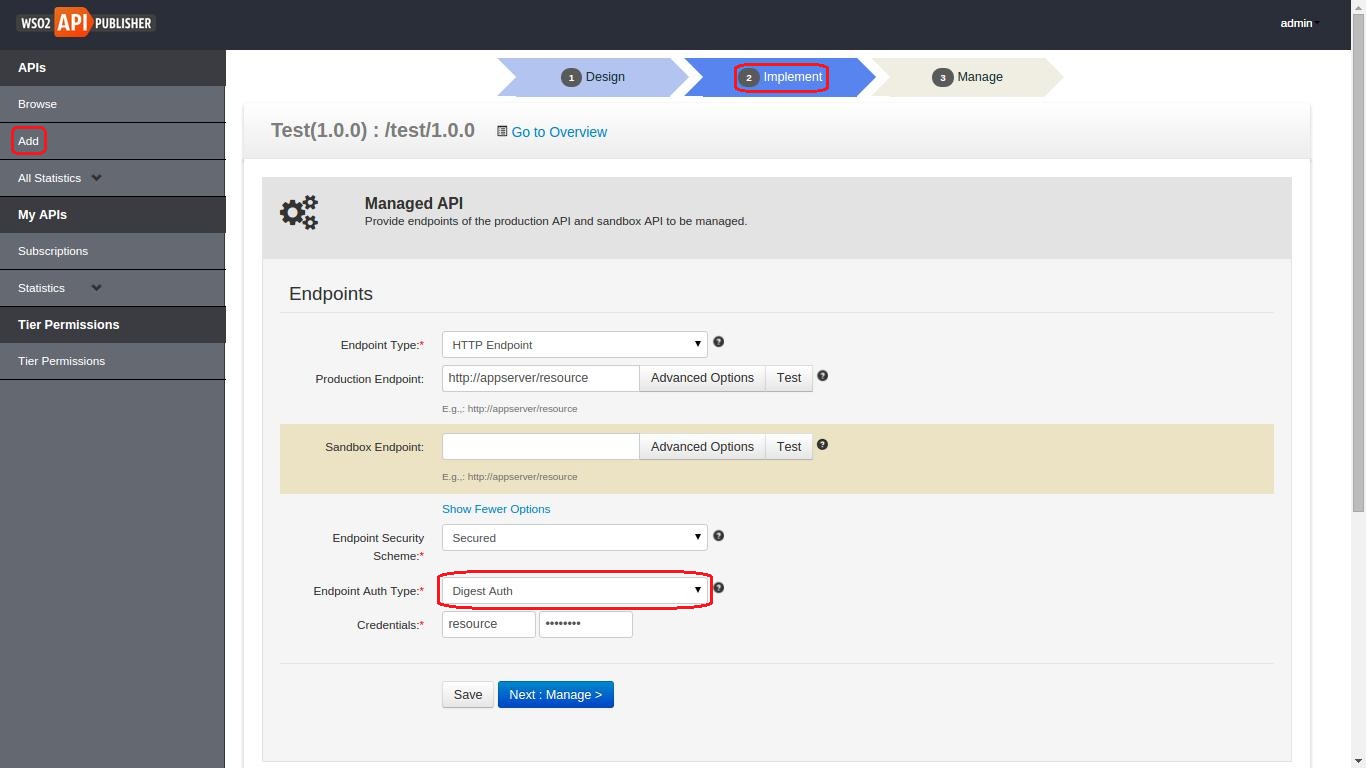 WSO2 API PUBLISHER
admin
APIs
Browse
Add
All Statistics
My APIs
Subscriptions
Statistics
Tier Permissions
Tier Permissions
1 Design
2 Implement
3 Manage
Test(1.0.0) : /test/1.0.0 Go to Overview
Managed API
Provide endpoints of the production API and sandbox API to be managed.
Endpoints
Endpoint Type:* HTTP Endpoint
Production Endpoint: http://appserver/resource Advanced Options Test
E.g.,: http://appserver/resource
Sandbox Endpoint: Advanced Options Test
E.g.,: http://appserver/resource
Show Fewer Options
Endpoint Security
Scheme:* Secured
Endpoint Auth Type:* Digest Auth
Credentials:* resource ••••••••
Save Next : Manage >